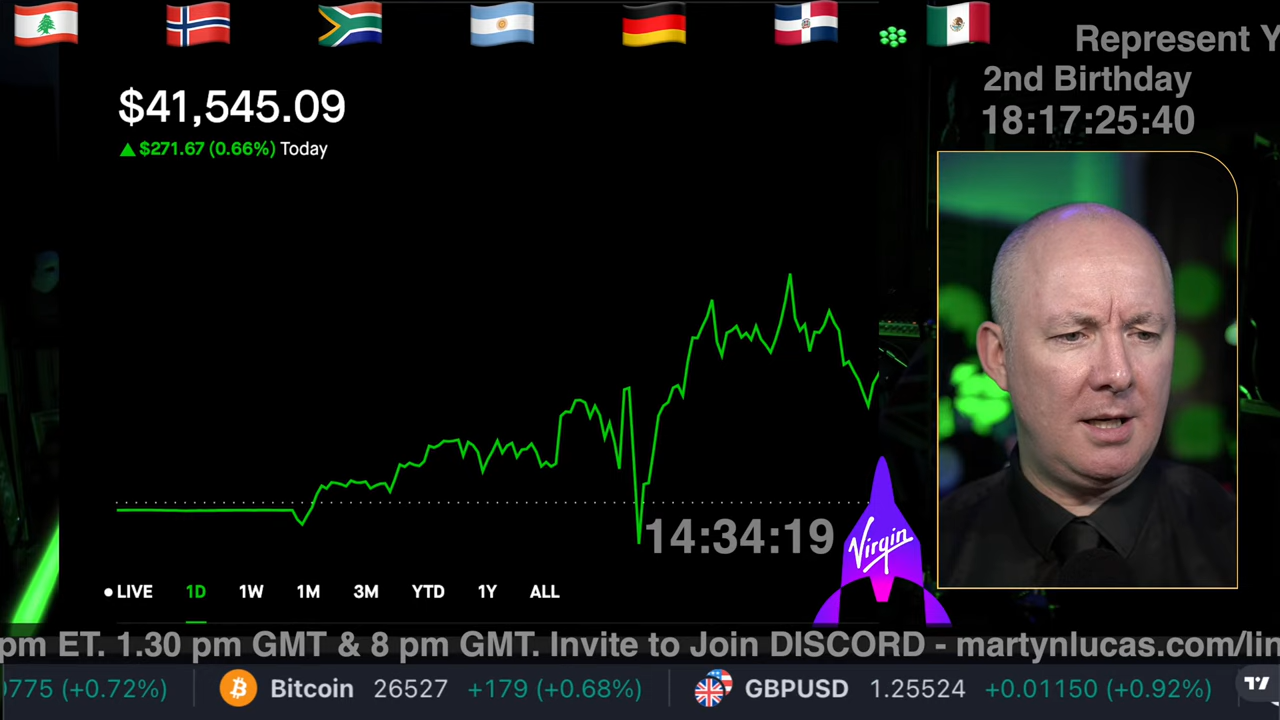 Represent Y
2nd Birthday
18:17:25:40
$41,545.09
▲ $271.67 (0.66%) Today
14:34:19
Virgin
LIVE 1D 1W 1M 3M YTD 1Y ALL
pm ET. 1.30 pm GMT & 8 pm GMT. Invite to Join DISCORD - martynlucas.com/lin
0775 (+0.72%) Bitcoin 26527 +179 (+0.68%) GBPUSD 1.25524 +0.01150 (+0.92%)